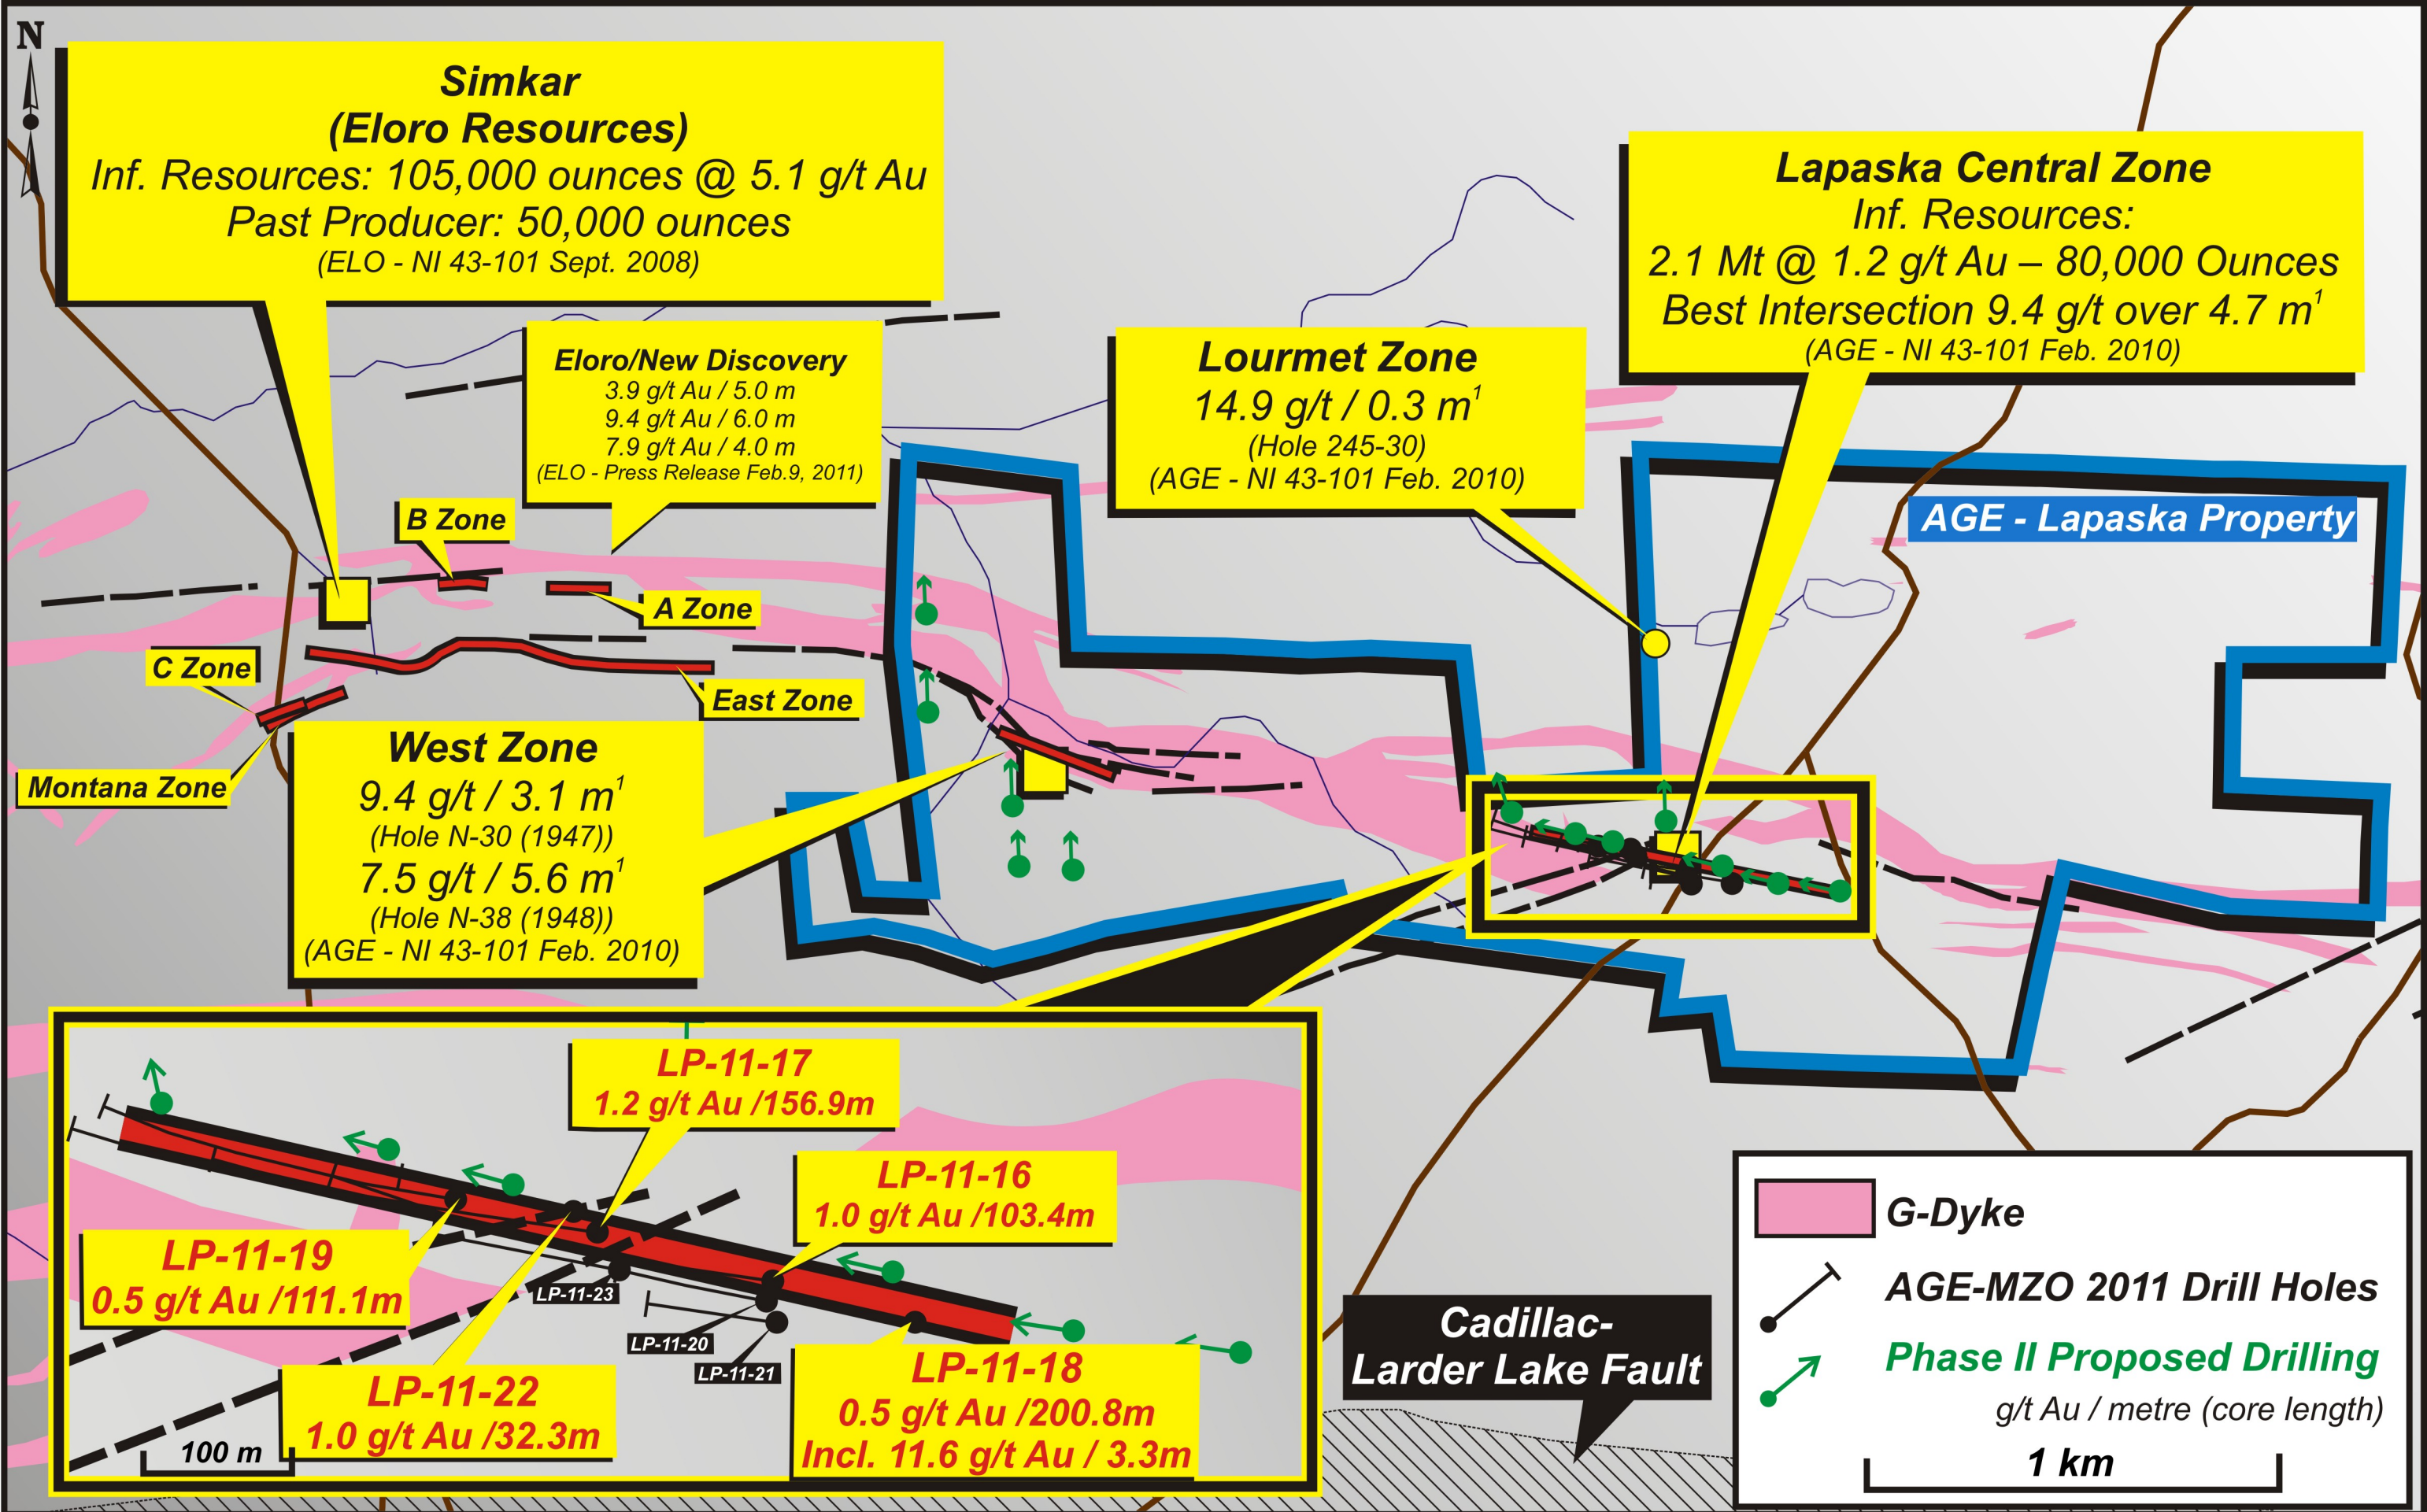 N
Simkar
(Eloro Resources)
Inf. Resources: 105,000 ounces @ 5.1 g/t Au
Past Producer: 50,000 ounces
(ELO - NI 43-101 Sept. 2008)
Lapaska Central Zone
Inf. Resources:
2.1 Mt @ 1.2 g/t Au – 80,000 Ounces
Best Intersection 9.4 g/t over 4.7 m¹
(AGE - NI 43-101 Feb. 2010)
Eloro/New Discovery
3.9 g/t Au / 5.0 m
9.4 g/t Au / 6.0 m
7.9 g/t Au / 4.0 m
(ELO - Press Release Feb.9, 2011)
Lourmet Zone
14.9 g/t / 0.3 m¹
(Hole 245-30)
(AGE - NI 43-101 Feb. 2010)
AGE - Lapaska Property
B Zone
A Zone
C Zone
East Zone
Montana Zone
West Zone
9.4 g/t / 3.1 m¹
(Hole N-30 (1947))
7.5 g/t / 5.6 m¹
(Hole N-38 (1948))
(AGE - NI 43-101 Feb. 2010)
LP-11-17
1.2 g/t Au /156.9m
LP-11-16
1.0 g/t Au /103.4m
LP-11-19
0.5 g/t Au /111.1m
LP-11-23
LP-11-20
LP-11-21
LP-11-22
1.0 g/t Au /32.3m
LP-11-18
0.5 g/t Au /200.8m
Incl. 11.6 g/t Au / 3.3m
100 m
Cadillac-
Larder Lake Fault
G-Dyke
AGE-MZO 2011 Drill Holes
Phase II Proposed Drilling
g/t Au / metre (core length)
1 km